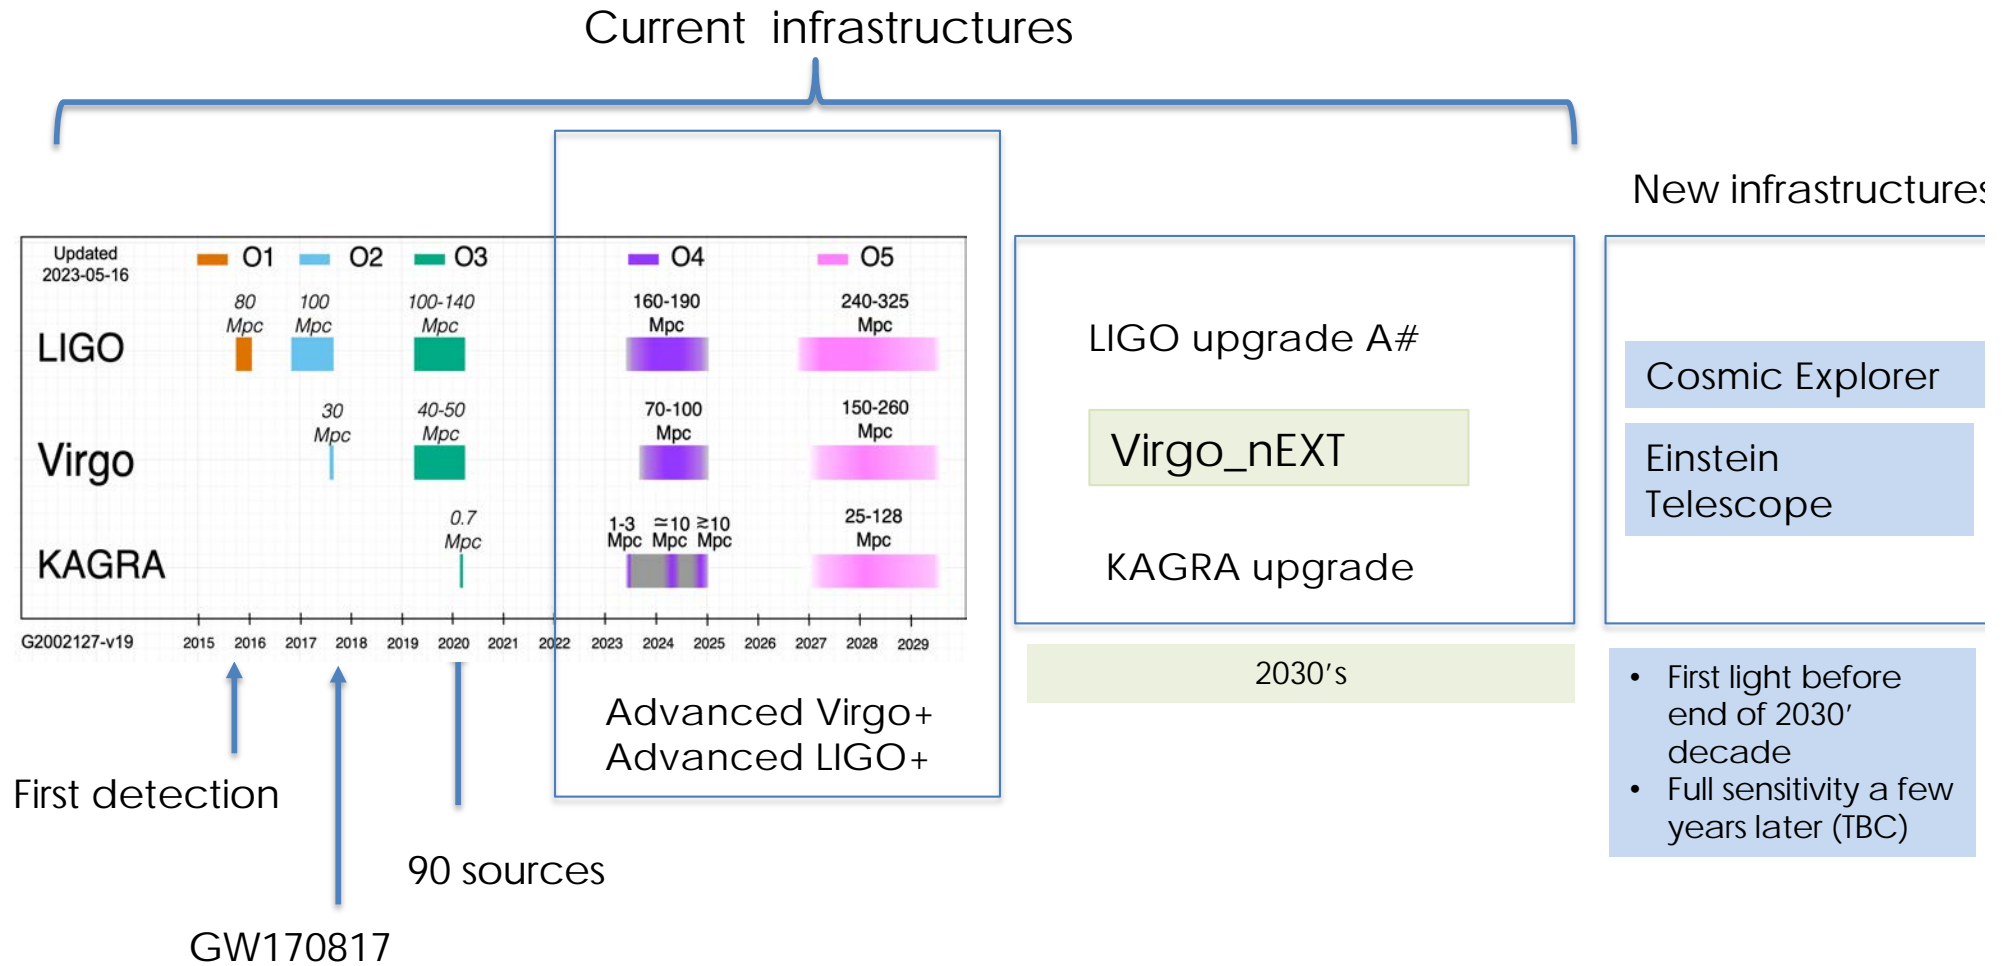 Current infrastructures
New infrastructures
Updated
2023-05-16
O1
O2
O3
O4
O5
80
Mpc
100
Mpc
100-140
Mpc
160-190
Mpc
240-325
Mpc
LIGO
30
Mpc
40-50
Mpc
70-100
Mpc
150-260
Mpc
Virgo
0.7
Mpc
1-3
Mpc
≃10
Mpc
≳10
Mpc
25-128
Mpc
KAGRA
G2002127-v19
2015 2016 2017 2018 2019 2020 2021 2022 2023 2024 2025 2026 2027 2028 2029
LIGO upgrade A#
Virgo_nEXT
KAGRA upgrade
2030's
Cosmic Explorer
Einstein
Telescope
• First light before
end of 2030'
decade
• Full sensitivity a few
years later (TBC)
Advanced Virgo+
Advanced LIGO+
First detection
90 sources
GW170817